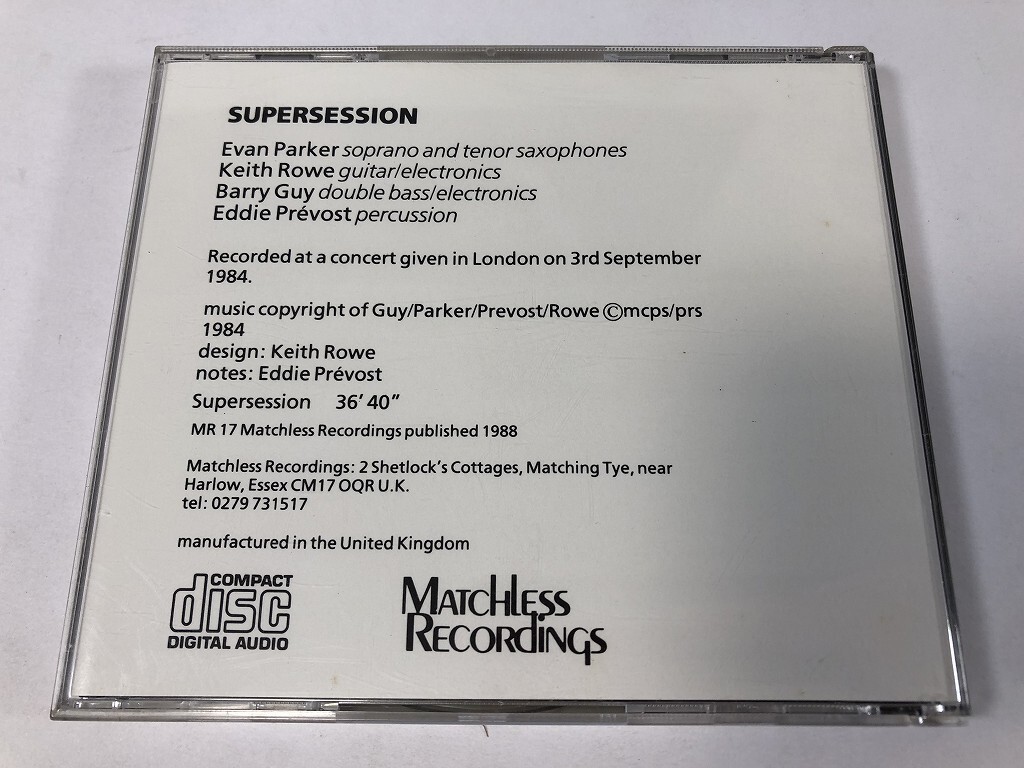 SUPERSESSION
Evan Parker soprano and tenor saxophones
Keith Rowe guitar/electronics
Barry Guy double bass/electronics
Eddie Prévost percussion
Recorded at a concert given in London on 3rd September
1984.
music copyright of Guy/Parker/Prevost/Rowe ©mcps/prs
1984
design: Keith Rowe
notes: Eddie Prévost
Supersession 36' 40"
MR 17 Matchless Recordings published 1988
Matchless Recordings: 2 Shetlock's Cottages, Matching Tye, near
Harlow, Essex CM17 OQR U.K.
tel: 0279 731517
manufactured in the United Kingdom
COMPACT
disc
DIGITAL AUDIO
MATCHLESS
RECORDINGS